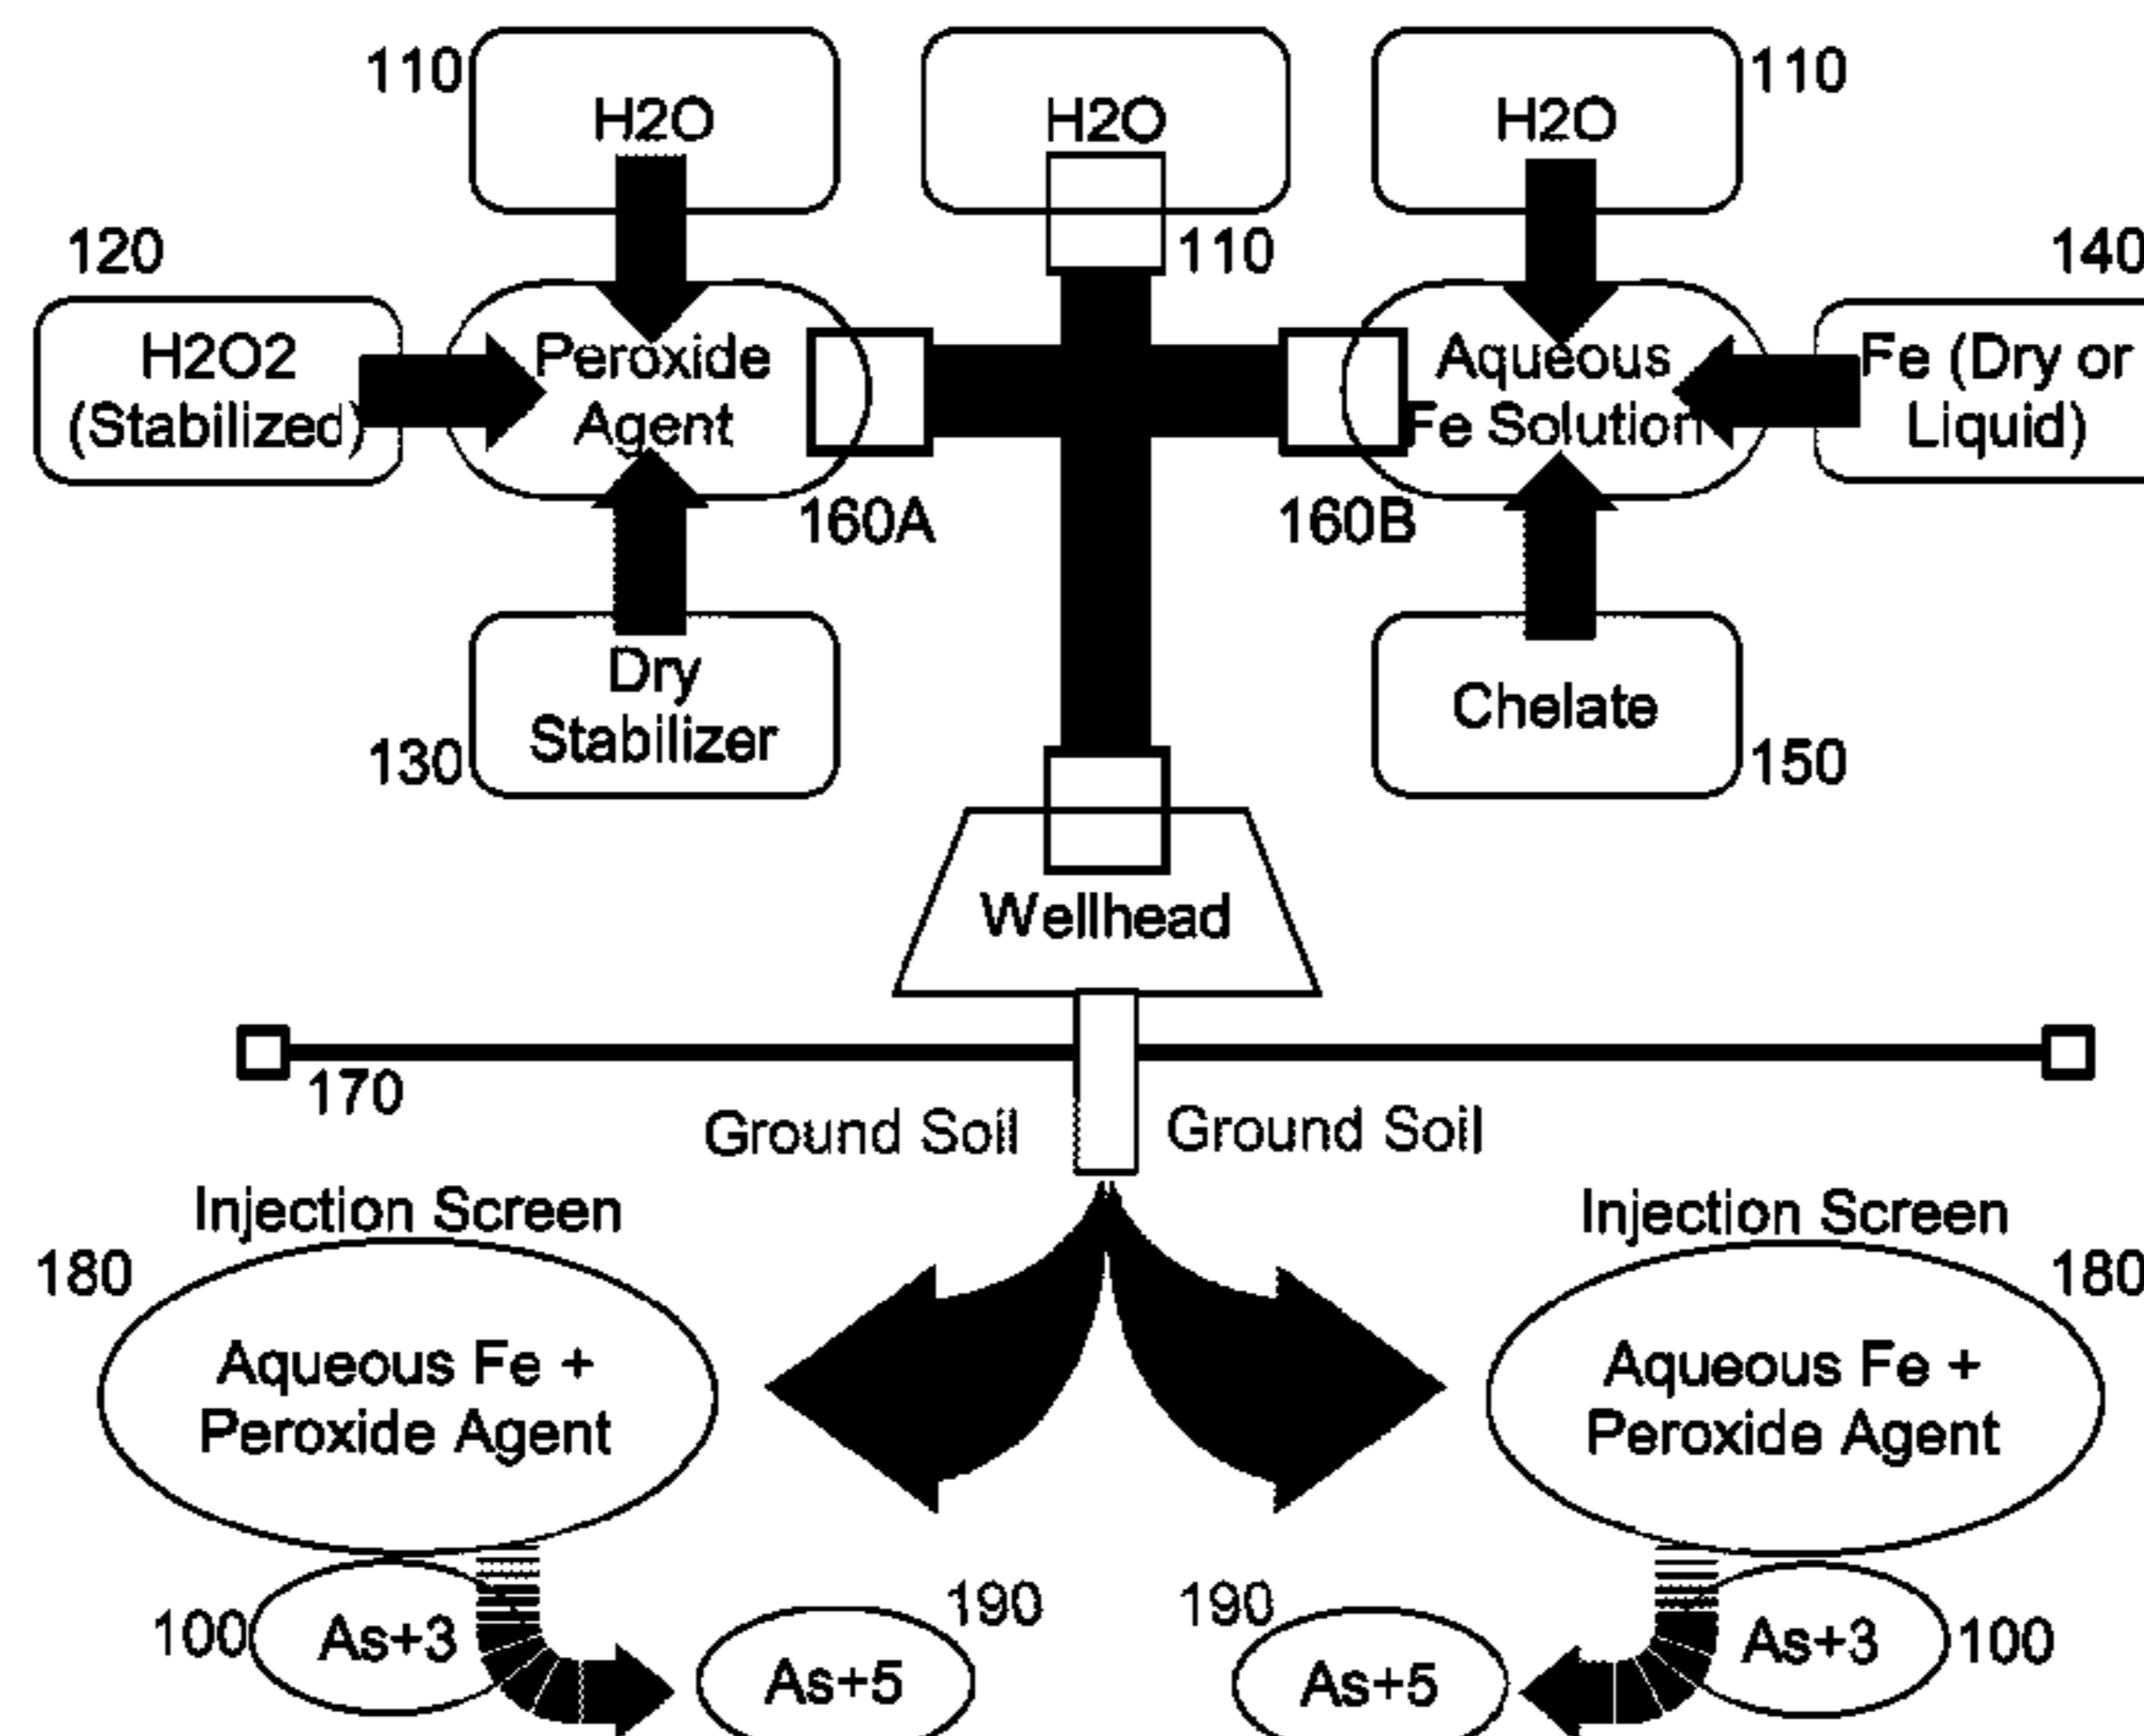 110
H2O
H2O
H2O
110
120
110
140
H2O2
(Stabilized)
Peroxide
Agent
Aqueous
Fe Solution
Fe (Dry or
Liquid)
160A
160B
Dry
Stabilizer
130
Chelate
150
Wellhead
170
Ground Soil
Ground Soil
Injection Screen
Injection Screen
180
180
Aqueous Fe +
Peroxide Agent
Aqueous Fe +
Peroxide Agent
100
As+3
190
As+5
190
As+5
As+3
100